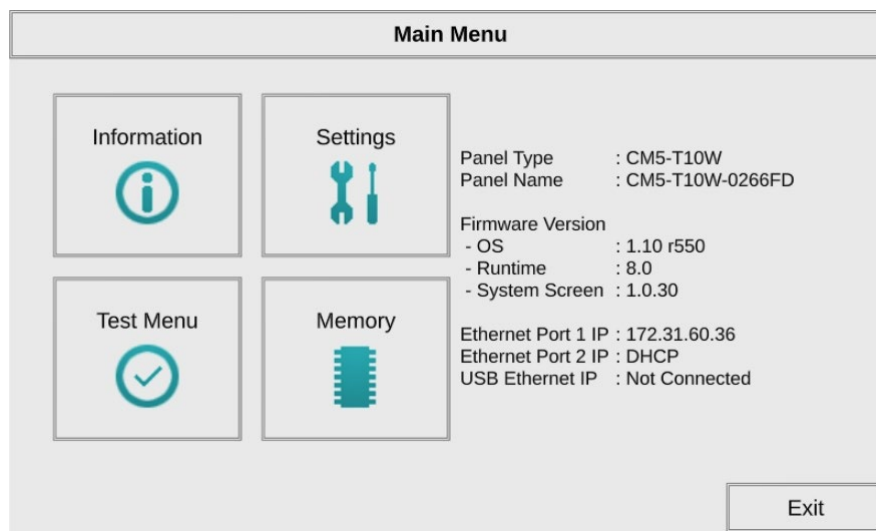 Main Menu
Information
Settings
Test Menu
Memory
Panel Type : CM5-T10W
Panel Name : CM5-T10W-0266FD
Firmware Version
- OS : 1.10 r550
- Runtime : 8.0
- System Screen : 1.0.30
Ethernet Port 1 IP : 172.31.60.36
Ethernet Port 2 IP : DHCP
USB Ethernet IP : Not Connected
Exit